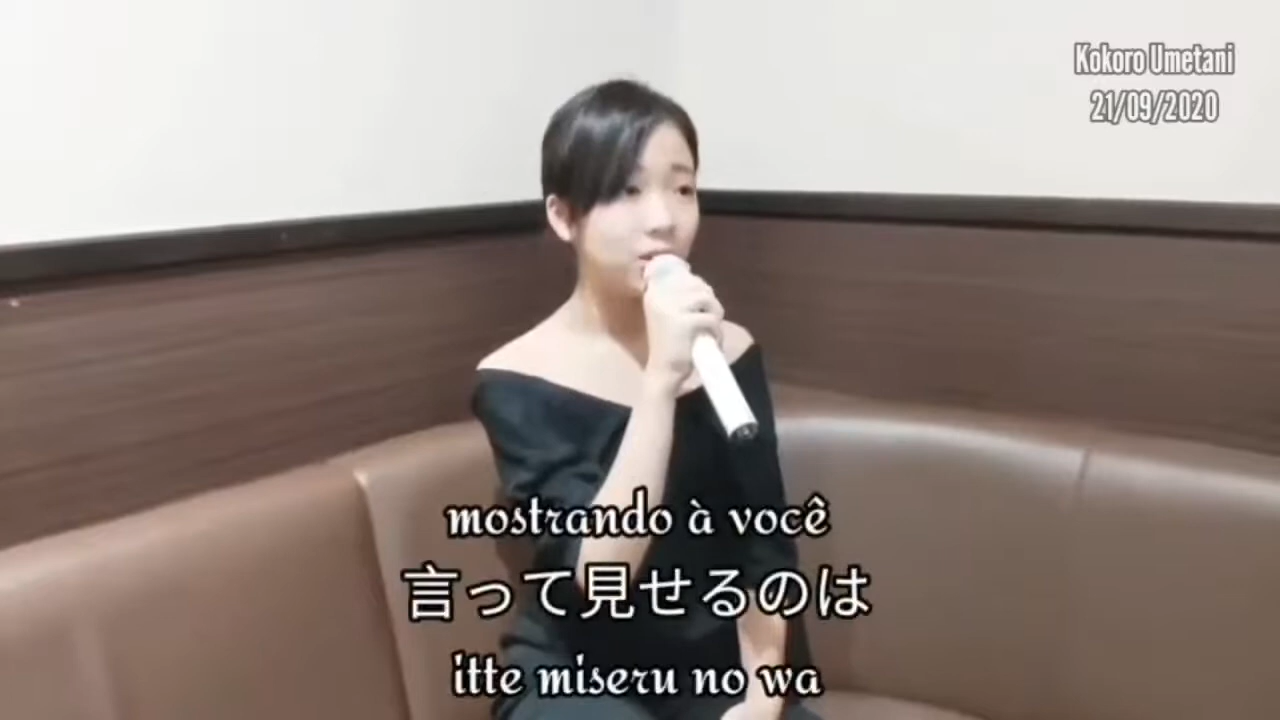 Kokoro Umetani
21/09/2020
mostrando à você
言って見せるのは
itte miseru no wa